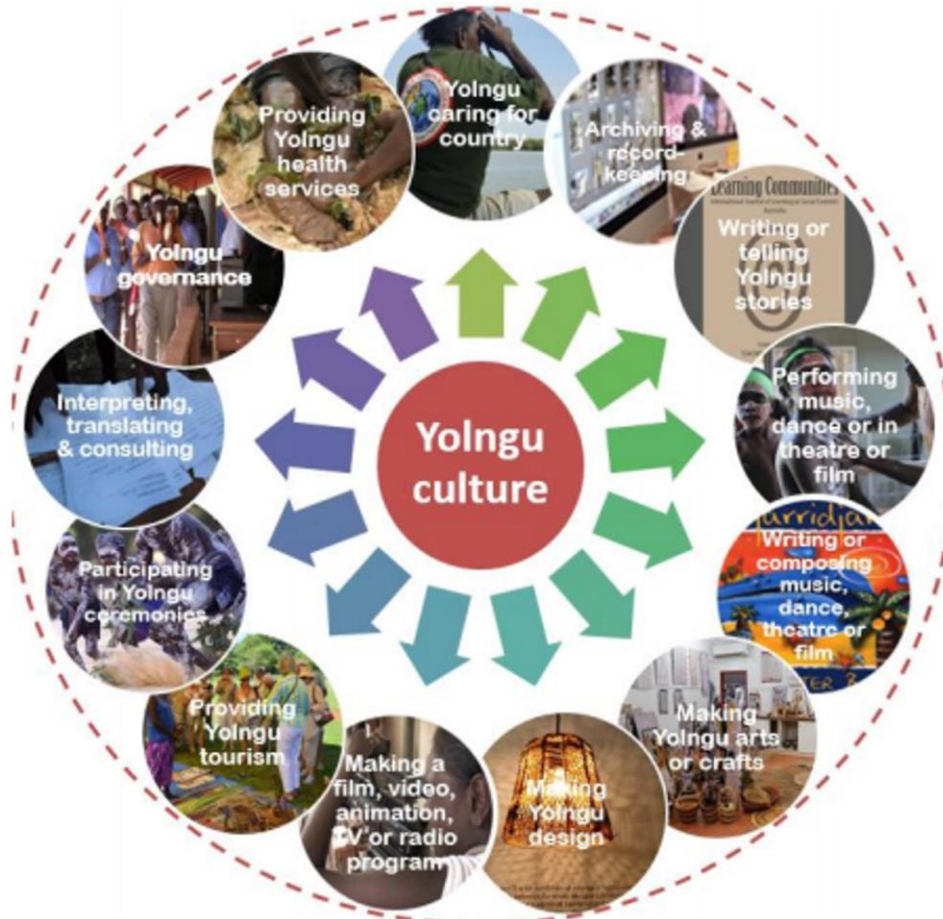 Yolngu
caring for
country
Archiving &
record-
keeping
Learning Communities
Writing or
telling
Yolngu
stories
Performing
music,
dance or in
theatre or
film
Writing or
composing
music,
dance,
theatre or
film
Making
Yolngu arts
or crafts
Making
Yolngu
design
Making a
film, video,
animation,
TV or radio
program
Providing
Yolngu
tourism
Participating
in Yolngu
ceremonies
Interpreting,
translating
& consulting
Yolngu
governance
Providing
Yolngu
health
services
Yolngu
culture